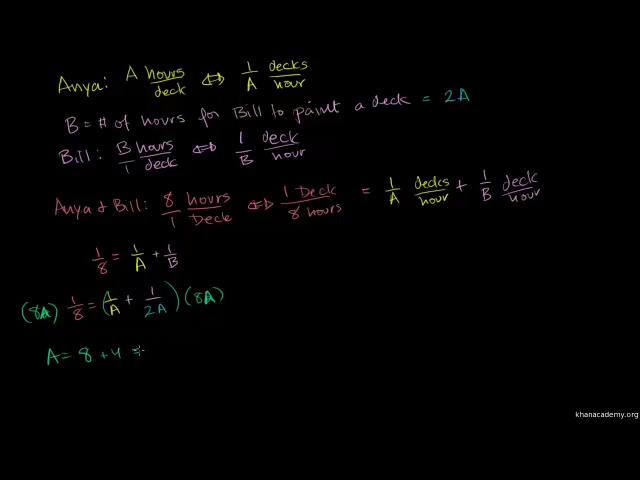 Anya: A hours/deck ⇔ 1/A decks/hour
B = # of hours for Bill to paint a deck = 2A
Bill: B/1 hours/deck ⇔ 1/B deck/hour
Anya & Bill: 8/1 hours/Deck ⇔ 1 Deck/8 hours = 1/A decks/hour + 1/B deck/hour
1/8 = 1/A + 1/B
(8A) 1/8 = (1/A + 1/2A) (8A)
A = 8 + 4 =
khanacademy.org